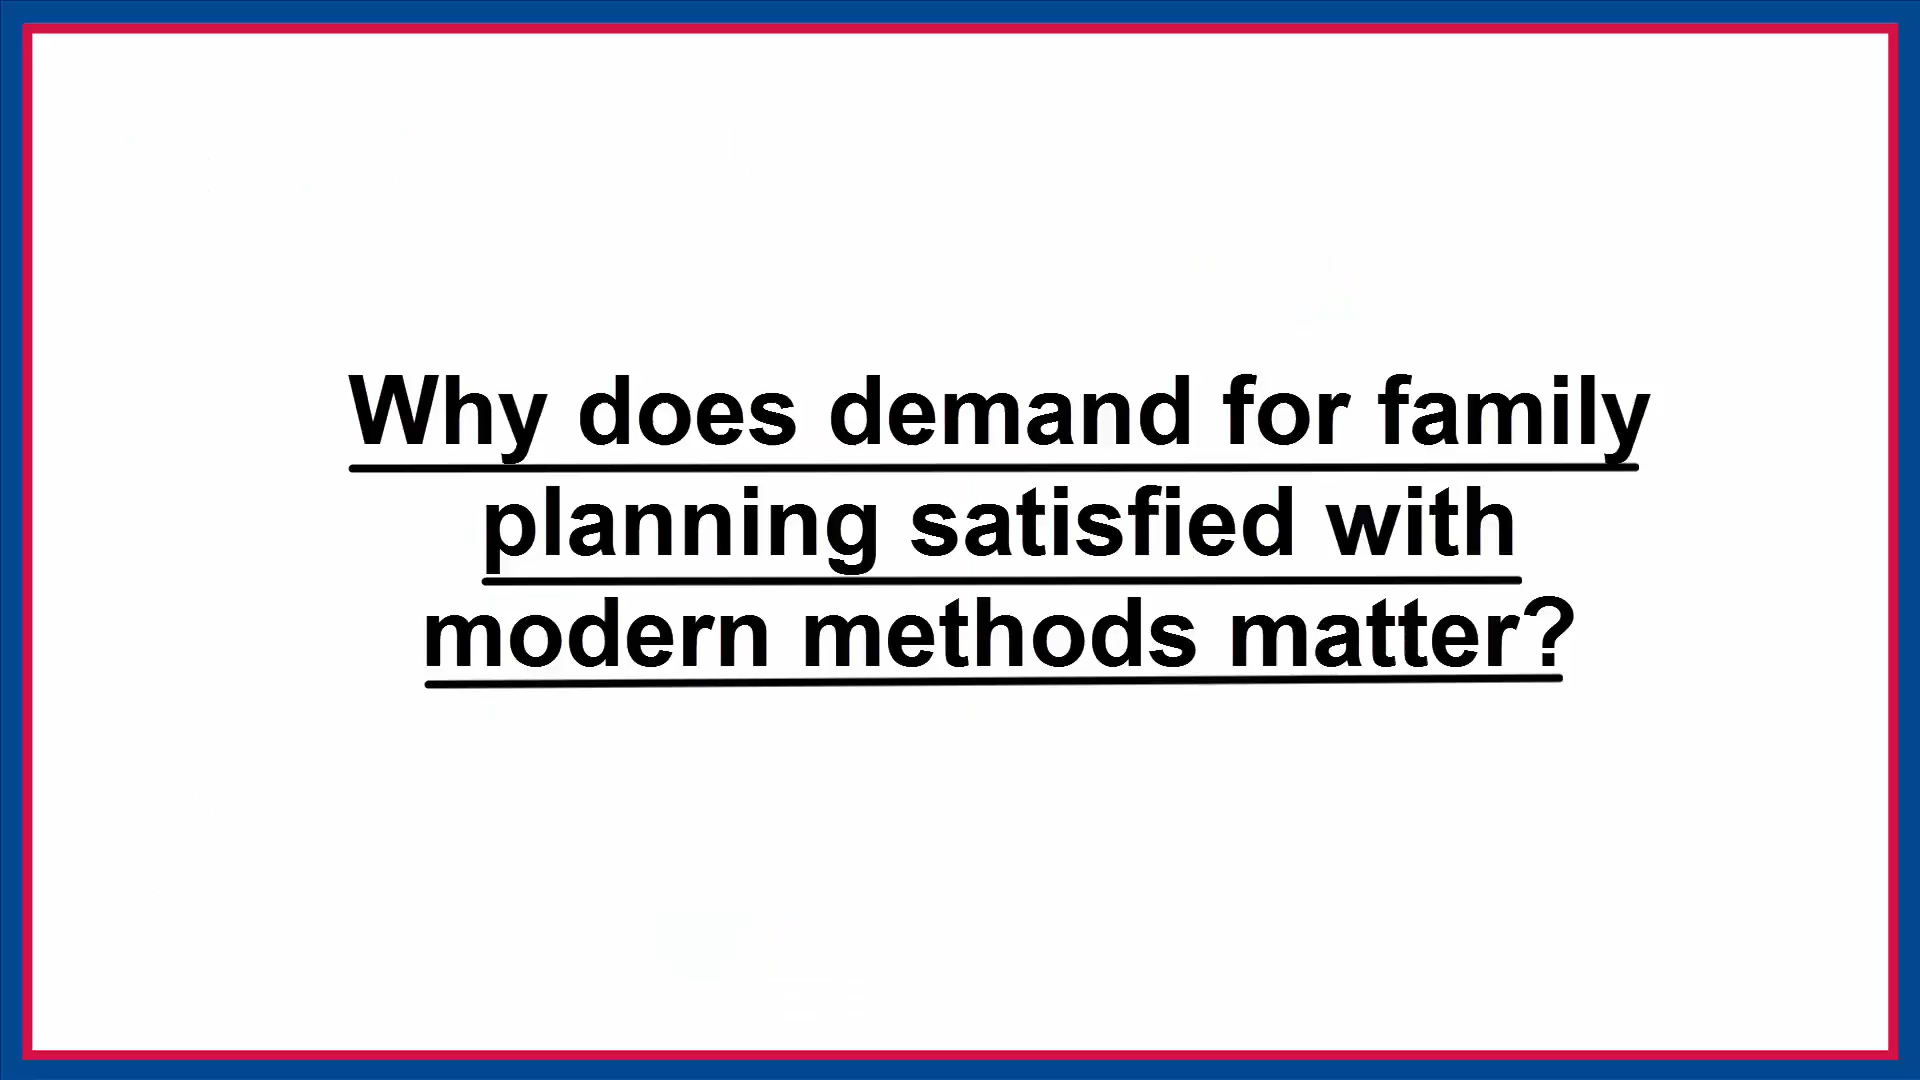 Why does demand for family
planning satisfied with
modern methods matter?